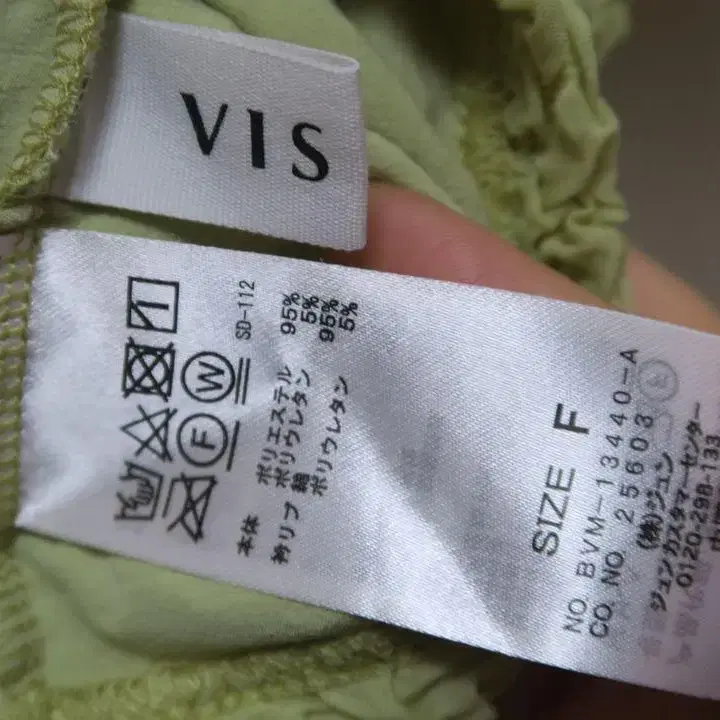 VIS
SD-112
本体 ポリエステル 95%
ポリウレタン 5%
衿リブ 綿 95%
ポリウレタン 5%
W
F
SIZE F
NO. BVM-13440-A
CO. NO. 25603
(株)ジュン
ジュンカスタマーセンター
0120-298-133